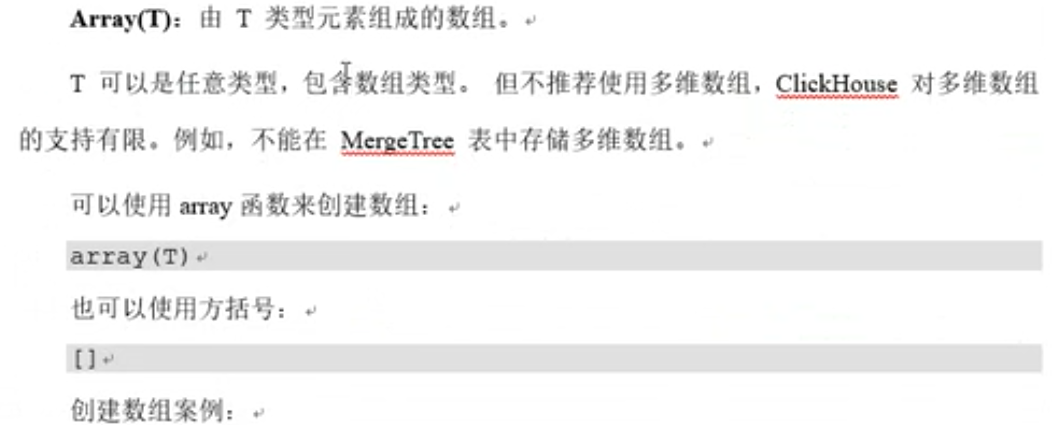 Array(T)：由 T 类型元素组成的数组。
T 可以是任意类型，包含数组类型。 但不推荐使用多维数组，ClickHouse 对多维数组
的支持有限。例如，不能在 MergeTree 表中存储多维数组。
可以使用 array 函数来创建数组：
array(T)
也可以使用方括号：
[]
创建数组案例：